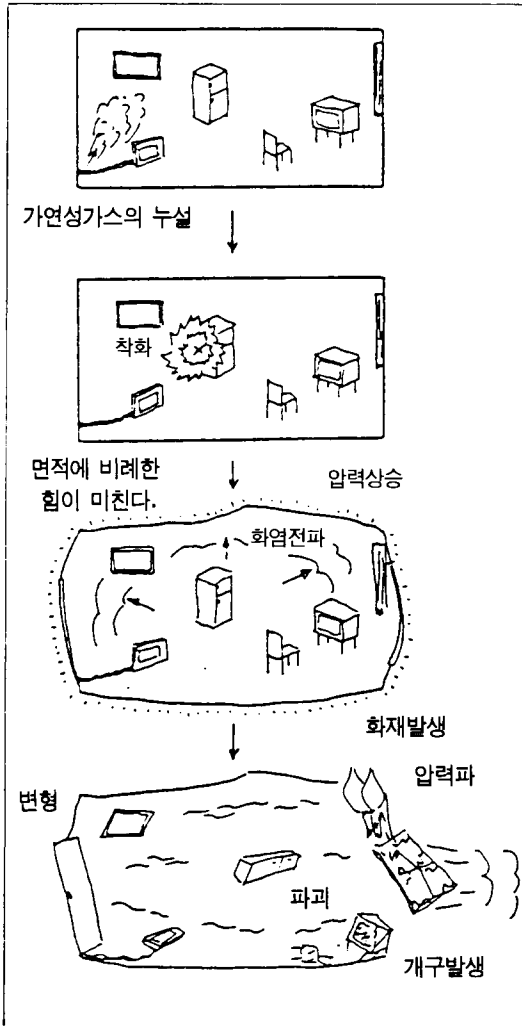 가연성가스의 누설
착화
면적에 비례한
힘이 미친다.
압력상승
화염전파
화재발생
압력파
변형
파괴
개구발생